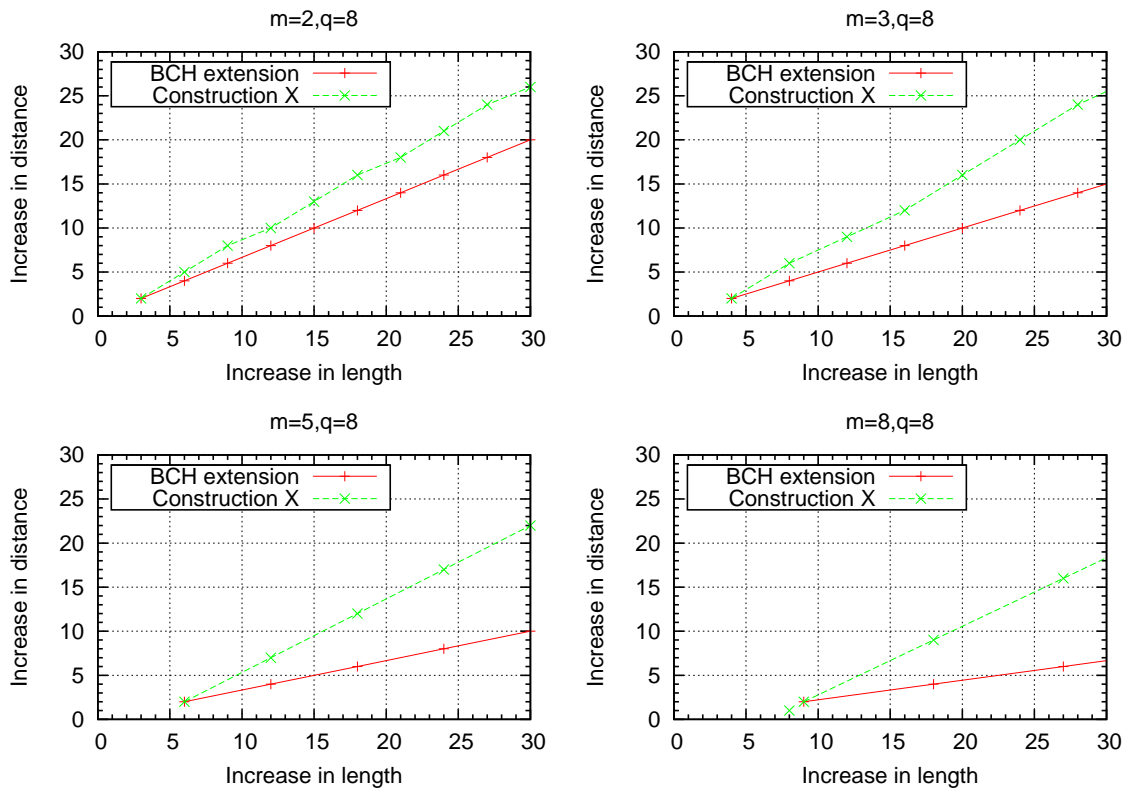 m=2,q=8
30
25
20
15
10
5
0
0 5 10 15 20 25 30
Increase in distance
Increase in length
BCH extension
Construction X
m=3,q=8
30
25
20
15
10
5
0
0 5 10 15 20 25 30
Increase in distance
Increase in length
BCH extension
Construction X
m=5,q=8
30
25
20
15
10
5
0
0 5 10 15 20 25 30
Increase in distance
Increase in length
BCH extension
Construction X
m=8,q=8
30
25
20
15
10
5
0
0 5 10 15 20 25 30
Increase in distance
Increase in length
BCH extension
Construction X